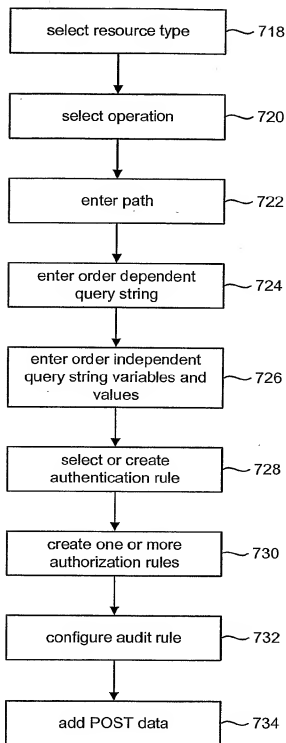 select resource type
718
select operation
720
enter path
722
enter order dependent
query string
724
enter order independent
query string variables and
values
726
select or create
authentication rule
728
create one or more
authorization rules
730
configure audit rule
732
add POST data
734